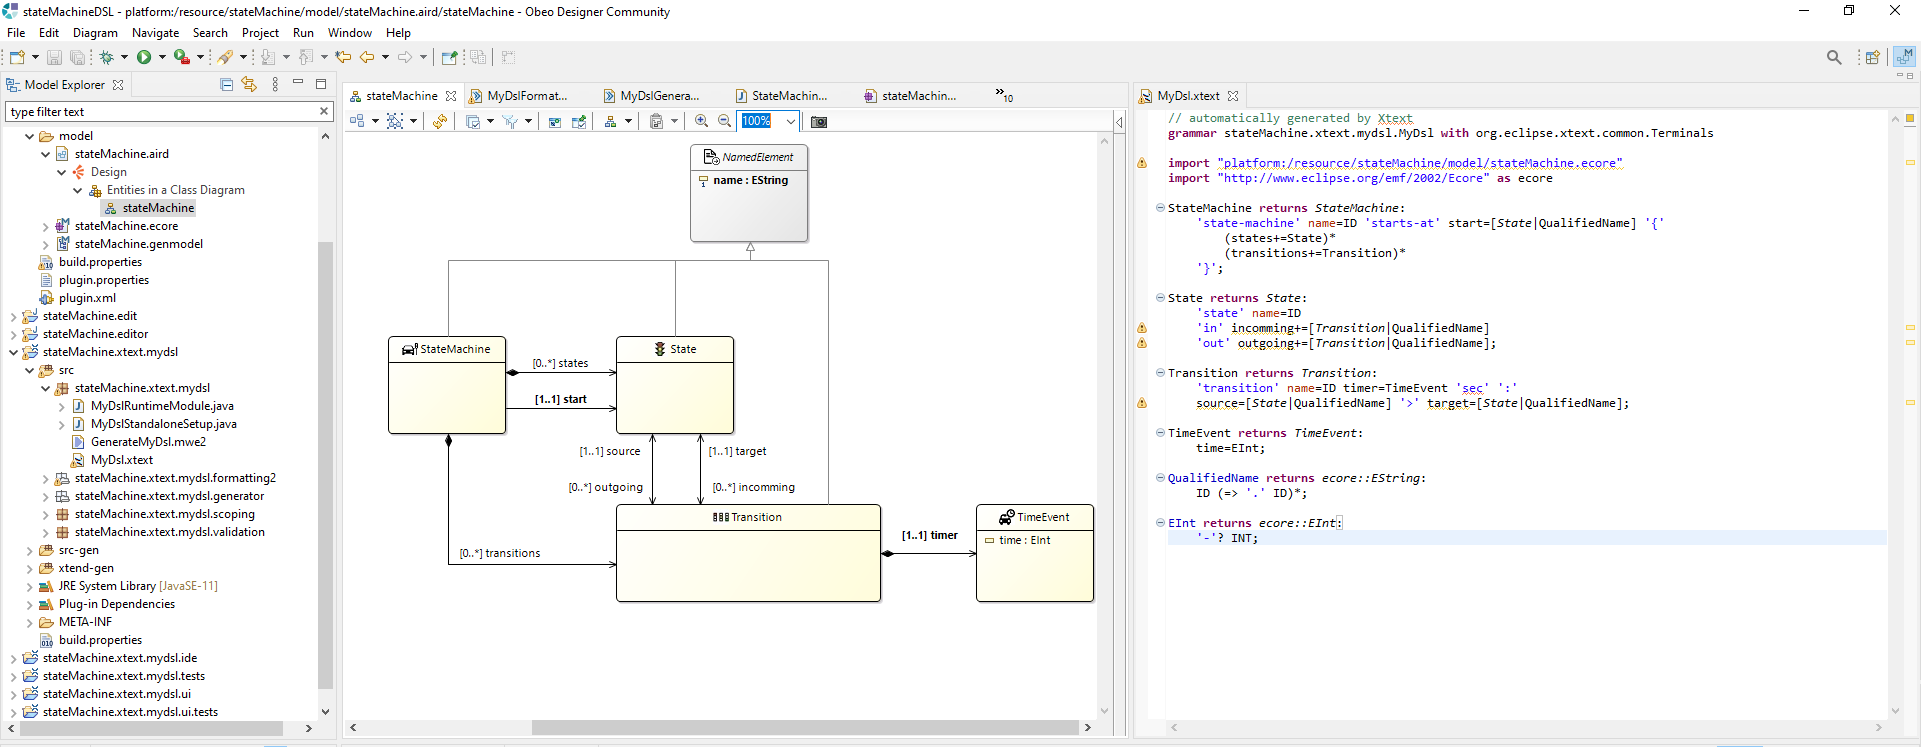 stateMachineDSL - platform:/resource/stateMachine/model/stateMachine.aird/stateMachine - Obeo Designer Community
File Edit Diagram Navigate Search Project Run Window Help
Model Explorer
type filter text
model
stateMachine.aird
Design
Entities in a Class Diagram
stateMachine
stateMachine.ecore
stateMachine.genmodel
build.properties
plugin.properties
plugin.xml
stateMachine.edit
stateMachine.editor
stateMachine.xtext.mydsl
src
stateMachine.xtext.mydsl
MyDslRuntimeModule.java
MyDslStandaloneSetup.java
GenerateMyDsl.mwe2
MyDsl.xtext
stateMachine.xtext.mydsl.formatting2
stateMachine.xtext.mydsl.generator
stateMachine.xtext.mydsl.scoping
stateMachine.xtext.mydsl.validation
src-gen
xtend-gen
JRE System Library [JavaSE-11]
Plug-in Dependencies
META-INF
build.properties
stateMachine.xtext.mydsl.ide
stateMachine.xtext.mydsl.tests
stateMachine.xtext.mydsl.ui
stateMachine.xtext.mydsl.ui.tests
stateMachine MyDslFormat... MyDslGenera... StateMachin... stateMachin... »10
100%
NamedElement
name : EString
StateMachine
[0..*] states
State
[1..1] start
[1..1] source
[1..1] target
[0..*] outgoing
[0..*] incomming
Transition
[0..*] transitions
[1..1] timer
TimeEvent
time : EInt
MyDsl.xtext
// automatically generated by Xtext
grammar stateMachine.xtext.mydsl.MyDsl with org.eclipse.xtext.common.Terminals
import "platform:/resource/stateMachine/model/stateMachine.ecore"
import "http://www.eclipse.org/emf/2002/Ecore" as ecore
StateMachine returns StateMachine:
'state-machine' name=ID 'starts-at' start=[State|QualifiedName] '{'
(states+=State)*
(transitions+=Transition)*
'}';
State returns State:
'state' name=ID
'in' incomming+=[Transition|QualifiedName]
'out' outgoing+=[Transition|QualifiedName];
Transition returns Transition:
'transition' name=ID timer=TimeEvent 'sec' ':'
source=[State|QualifiedName] '>' target=[State|QualifiedName];
TimeEvent returns TimeEvent:
time=EInt;
QualifiedName returns ecore::EString:
ID (=> '.' ID)*;
EInt returns ecore::EInt:
'-'? INT;